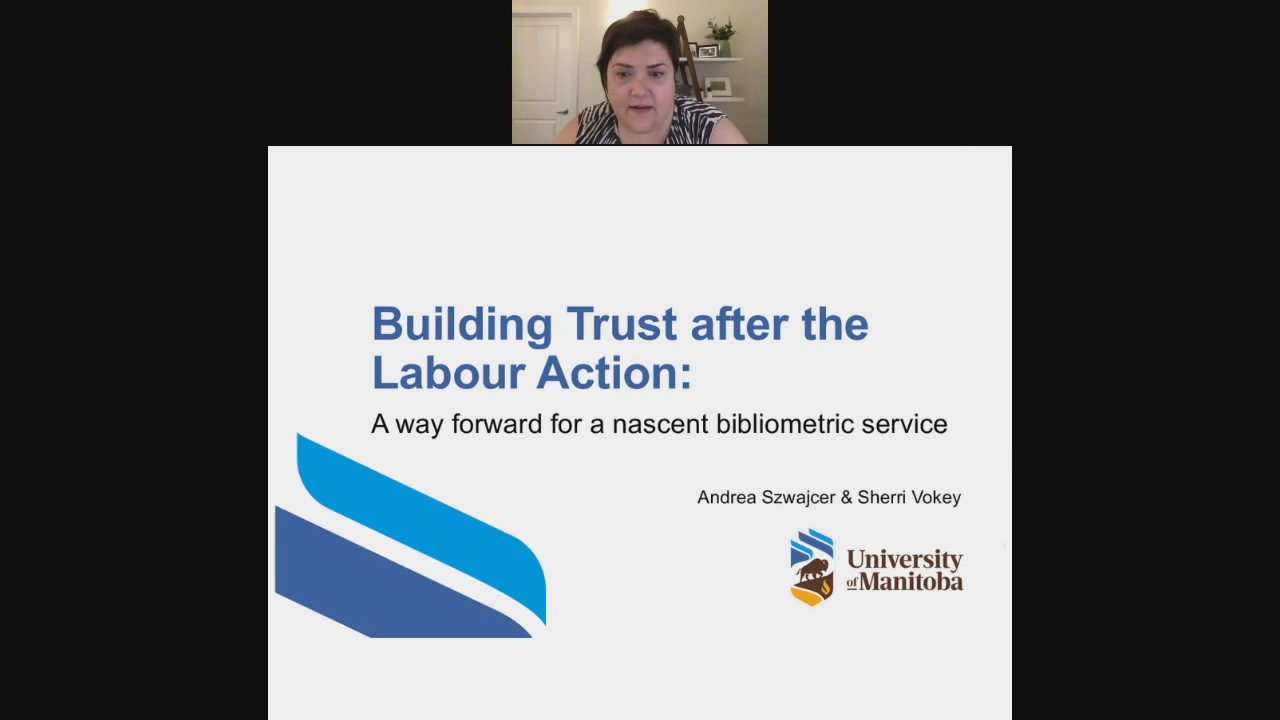 Building Trust after the
Labour Action:
A way forward for a nascent bibliometric service
Andrea Szwajcer & Sherri Vokey
University
of Manitoba